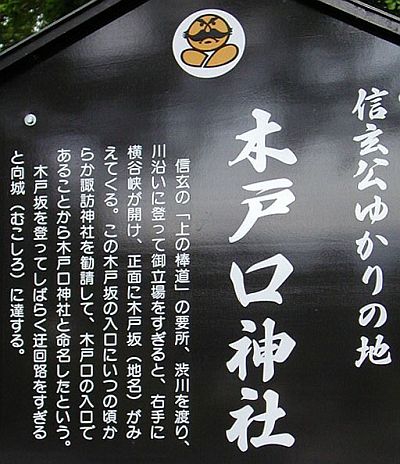 信玄公ゆかりの地
木戸口神社
信玄の「上の棒道」の要所、渋川を渡り、
川沿いに登って御立場をすぎると、右手に
横谷峡が開け、正面に木戸坂（地名）がみ
えてくる。この木戸坂の入口にいつの頃か
らか諏訪神社を勧請して、木戸口の入口で
あることから木戸口神社と命名したという。
木戸坂を登ってしばらく迂回路をすぎる
と向城（むこしろ）に達する。